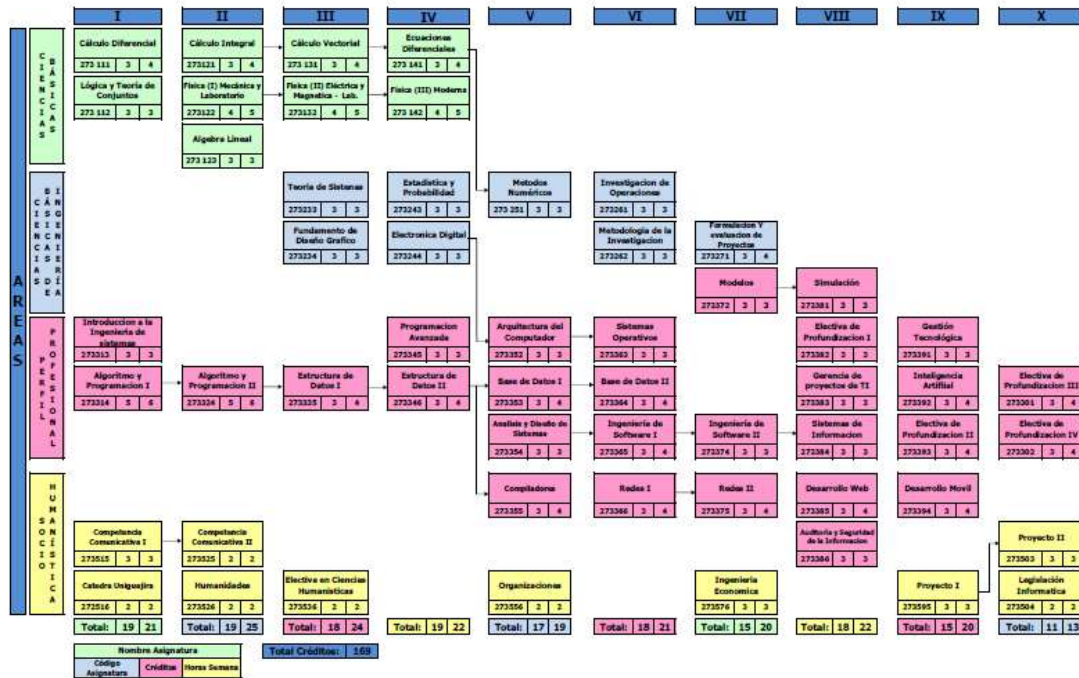 I II III IV V VI VII VIII IX X
AREAS
CIENCIAS BÁSICAS
Cálculo Diferencial
273 111 3 4
Cálculo Integral
273121 3 4
Cálculo Vectorial
273 131 3 4
Ecuaciones
Diferenciales
273 141 3 4
Lógica y Teoría de
Conjuntos
273 112 3 3
Fisica (I) Mecánica y
Laboratorio
273122 4 5
Fisica (II) Eléctrica y
Magnetica - Lab.
273132 4 5
Fisica (III) Moderna
273 142 4 5
Algebra Lineal
273 123 3 3
CIENCIAS BÁSICAS DE
INGENIERÍA
Teoría de Sistemas
273233 3 3
Estadística y
Probabilidad
273243 3 3
Metodos
Numéricos
273 251 3 3
Investigacion de
Operaciones
273261 3 3
Fundamento de
Diseño Grafico
273234 3 3
Electronica Digital
273244 3 3
Metodología de la
Investigacion
273262 3 3
Formulacion Y
evaluacion de
Proyectos
273271 3 4
Modelos
273372 3 3
Simulación
273381 3 3
PERFIL
PROFESIONAL
Introduccion a la
Ingeniería de
sistemas
273313 3 3
Programacion
Avanzada
273345 3 3
Arquitectura del
Computador
273352 3 3
Sistemas
Operativos
273363 3 3
Electiva de
Profundización I
273382 3 3
Gestión
Tecnológica
273391 3 3
Algoritmo y
Programacion I
273314 5 6
Algoritmo y
Programacion II
273324 5 6
Estructura de
Datos I
273335 3 4
Estructura de
Datos II
273346 3 4
Base de Datos I
273353 3 4
Base de Datos II
273364 3 4
Gerencia de
proyectos de TI
273383 3 3
Inteligencia
Artifiial
273392 3 4
Electiva de
Profundizacion III
273301 3 4
Analisis y Diseño de
Sistemas
273354 3 3
Ingeniería de
Software I
273365 3 4
Ingeniería de
Software II
273374 3 3
Sistemas de
Informacion
273384 3 3
Electiva de
Profundización II
273393 3 4
Electiva de
Profundizacion IV
273302 3 4
Compiladores
273355 3 4
Redes I
273366 3 4
Redes II
273375 3 4
Desarrollo Web
273385 3 4
Desarrollo Movil
273394 3 4
SOCIO
HUMANÍSTICA
Competencia
Comunicativa I
273515 3 3
Competencia
Comunicativa II
273525 2 2
Auditoria y Seguridad
de la Informacion
273386 3 3
Proyecto II
273503 3 3
Catedra Uniguajira
272516 2 2
Humanidades
273526 2 2
Elective en Ciencias
Humanísticas
273536 2 2
Organizaciones
273556 2 2
Ingenieria
Economica
273576 3 3
Proyecto I
273595 3 3
Legislación
Informatica
273504 2 2
Total: 19 21
Total: 19 25
Total: 18 24
Total: 19 22
Total: 17 19
Total: 18 21
Total: 15 20
Total: 18 22
Total: 15 20
Total: 11 13
Nombre Asignatura
Código
Asignatura
Créditos
Horas Semana
Total Créditos: 169